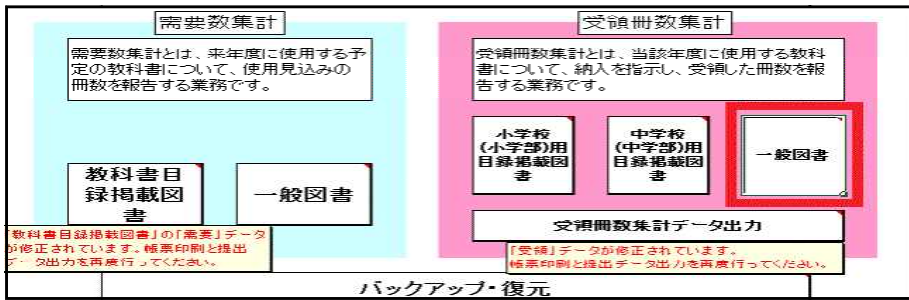 需要数集計
需要数集計とは、来年度に使用する予
定の教科書について、使用見込みの
冊数を報告する業務です。
教科書目
録掲載図
書
一般図書
「教科書目録掲載図書」の「需要」データ
が修正されています。帳票印刷と提出
データ出力を再度行ってください。
受領冊数集計
受領冊数集計とは、当該年度に使用する教科
書について、納入を指示し、受領した冊数を報
告する業務です。
小学校
(小学部)用
目録掲載図
書
中学校
(中学部)用
目録掲載図
書
一般図書
受領冊数集計データ出力
「受領」データが修正されています。
帳票印刷と提出データ出力を再度行ってください。
バックアップ・復元